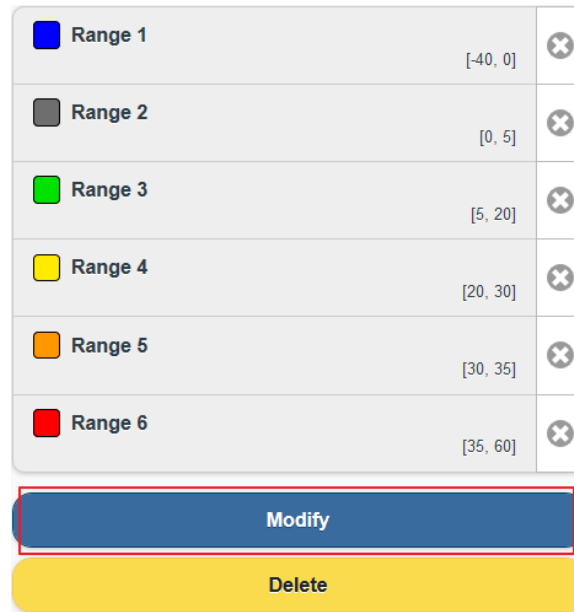 Range 1
[-40, 0]
Range 2
[0, 5]
Range 3
[5, 20]
Range 4
[20, 30]
Range 5
[30, 35]
Range 6
[35, 60]
Modify
Delete